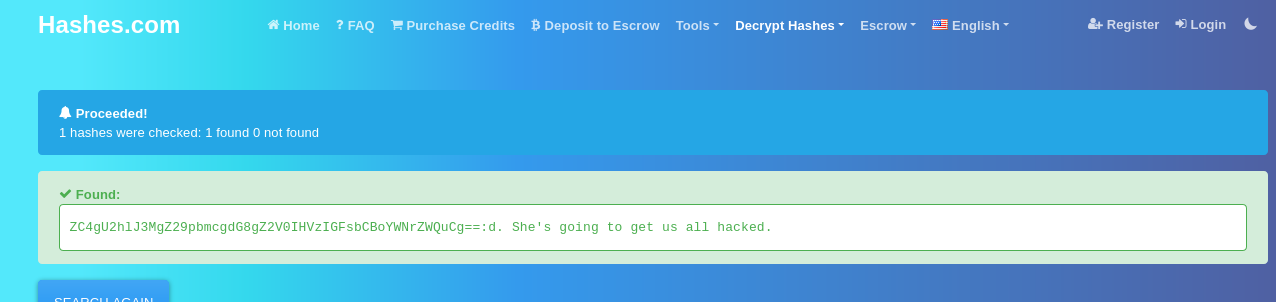 Hashes.com Home FAQ Purchase Credits Deposit to Escrow Tools Decrypt Hashes Escrow English Register Login
Proceeded!
1 hashes were checked: 1 found 0 not found
Found:
ZC4gU2hlJ3MgZ29pbmcgdG8gZ2V0IHVzIGFsbCBoYWNrZWQuCg==:d. She's going to get us all hacked.
SEARCH AGAIN